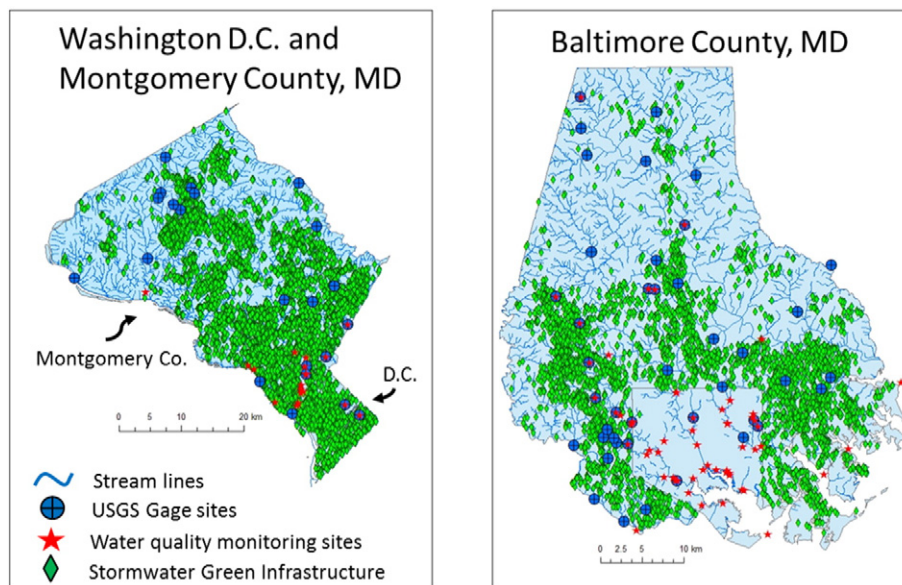 Washington D.C. and
Montgomery County, MD
Montgomery Co.
D.C.
0 5 10 20 km
Stream lines
USGS Gage sites
Water quality monitoring sites
Stormwater Green Infrastructure
Baltimore County, MD
0 2.5 5 10 km